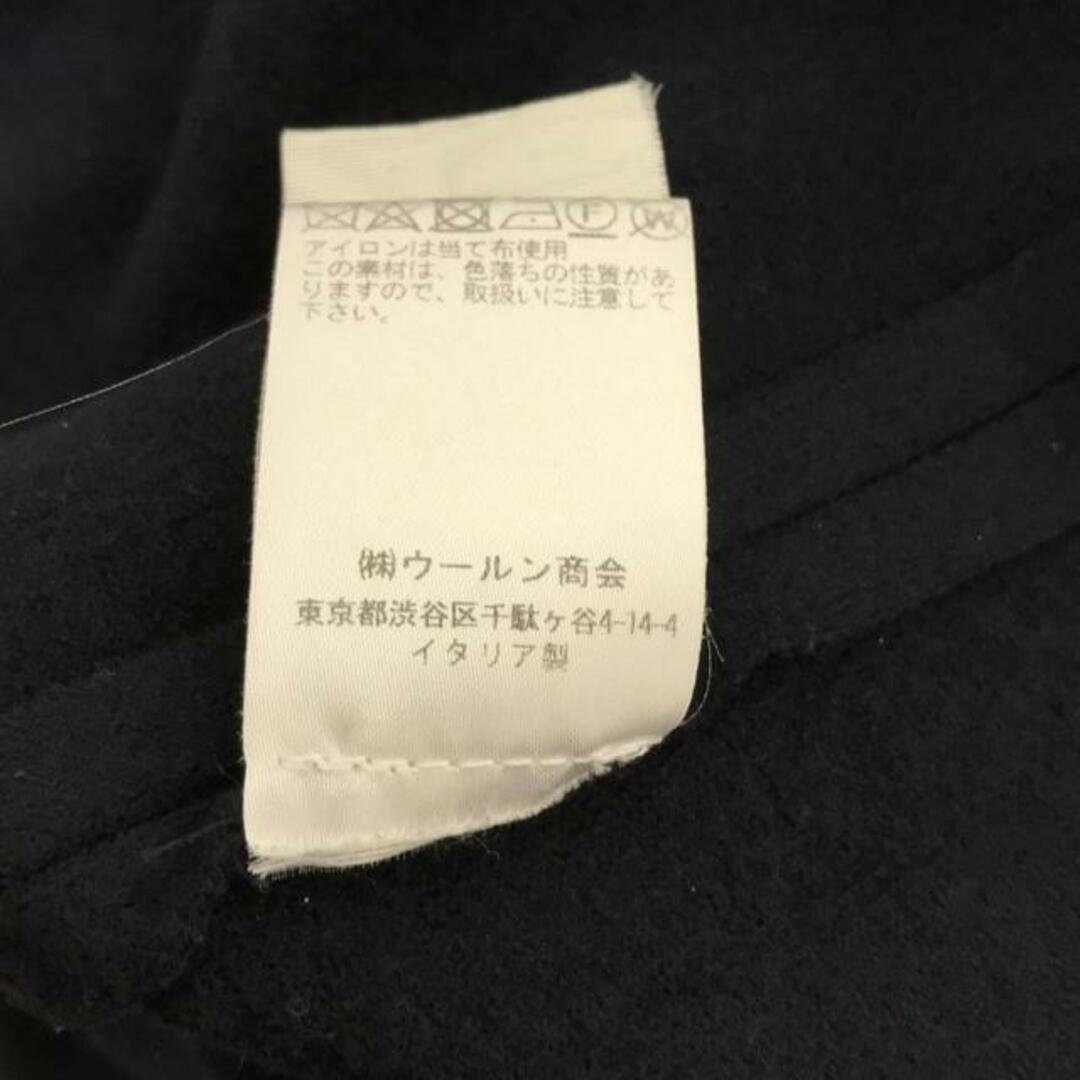 アイロンは当て布使用
この素材は、色落ちの性質があ
りますので、取扱いに注意して
下さい。
㈱ウールン商会
東京都渋谷区千駄ヶ谷4-14-4
イタリア製